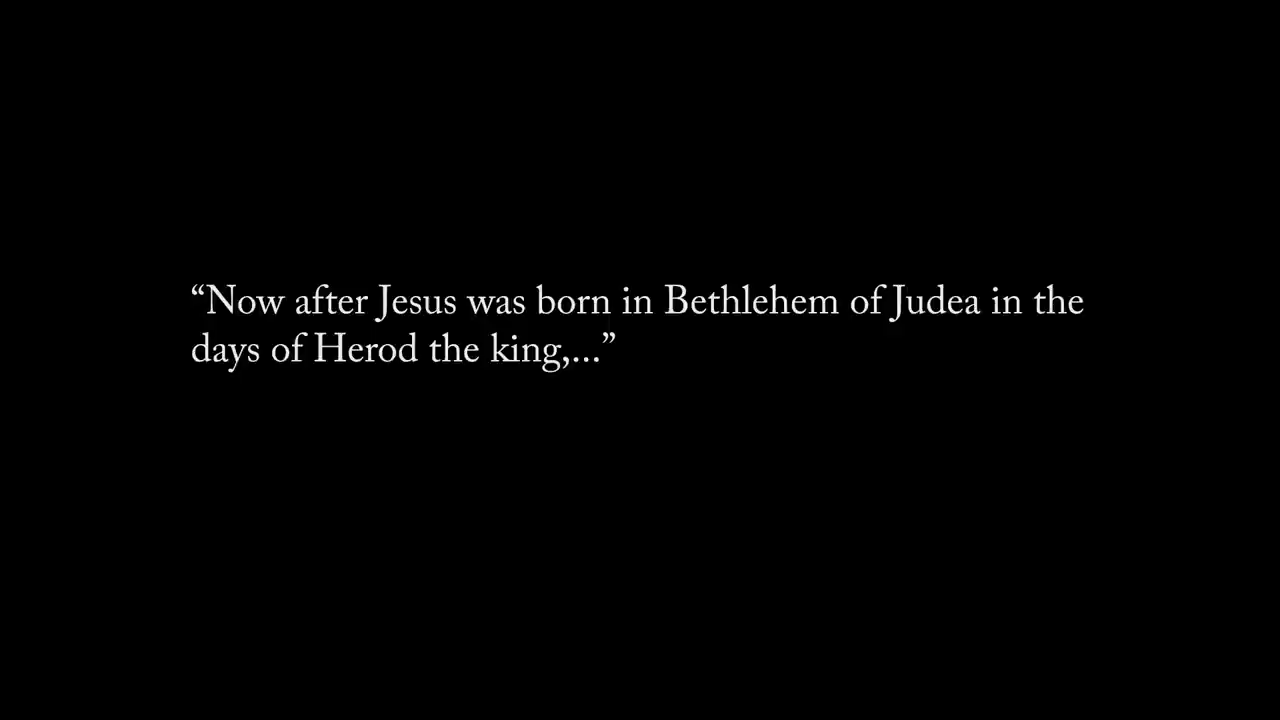 “Now after Jesus was born in Bethlehem of Judea in the
days of Herod the king,...”